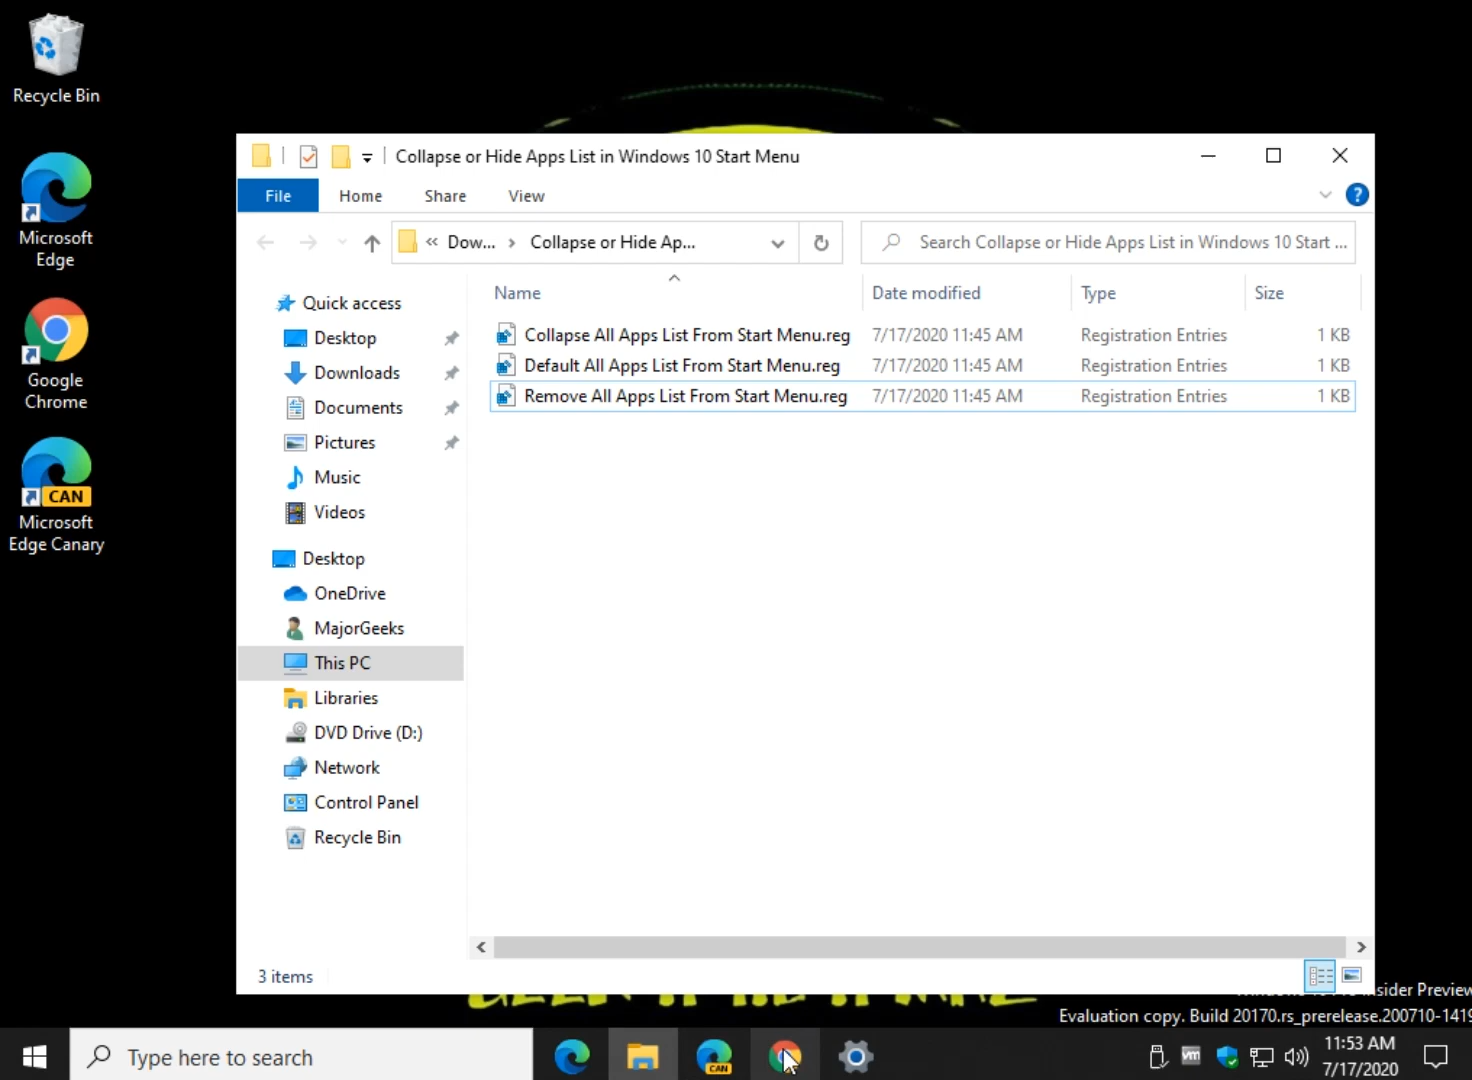 Recycle Bin
Microsoft
Edge
Google
Chrome
CAN
Microsoft
Edge Canary
Collapse or Hide Apps List in Windows 10 Start Menu
File
Home
Share
View
?
« Dow... › Collapse or Hide Ap...
Search Collapse or Hide Apps List in Windows 10 Start ...
Name
Date modified
Type
Size
Collapse All Apps List From Start Menu.reg 7/17/2020 11:45 AM Registration Entries 1 KB
Default All Apps List From Start Menu.reg 7/17/2020 11:45 AM Registration Entries 1 KB
Remove All Apps List From Start Menu.reg 7/17/2020 11:45 AM Registration Entries 1 KB
Quick access
Desktop
Downloads
Documents
Pictures
Music
Videos
Desktop
OneDrive
MajorGeeks
This PC
Libraries
DVD Drive (D:)
Network
Control Panel
Recycle Bin
3 items
Insider Preview
Evaluation copy. Build 20170.rs_prerelease.200710-1419
Type here to search
CAN
vm
11:53 AM
7/17/2020